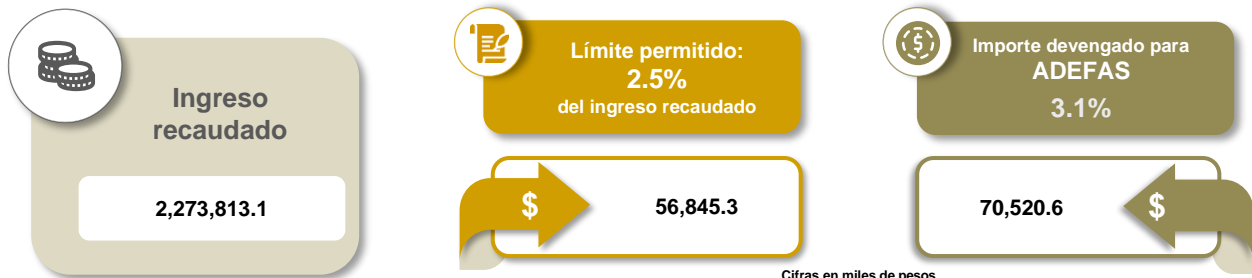 Ingreso
recaudado
2,273,813.1
Límite permitido:
2.5%
del ingreso recaudado
$
56,845.3
Importe devengado para
ADEFAS
3.1%
70,520.6
$
Cifras en miles de pesos